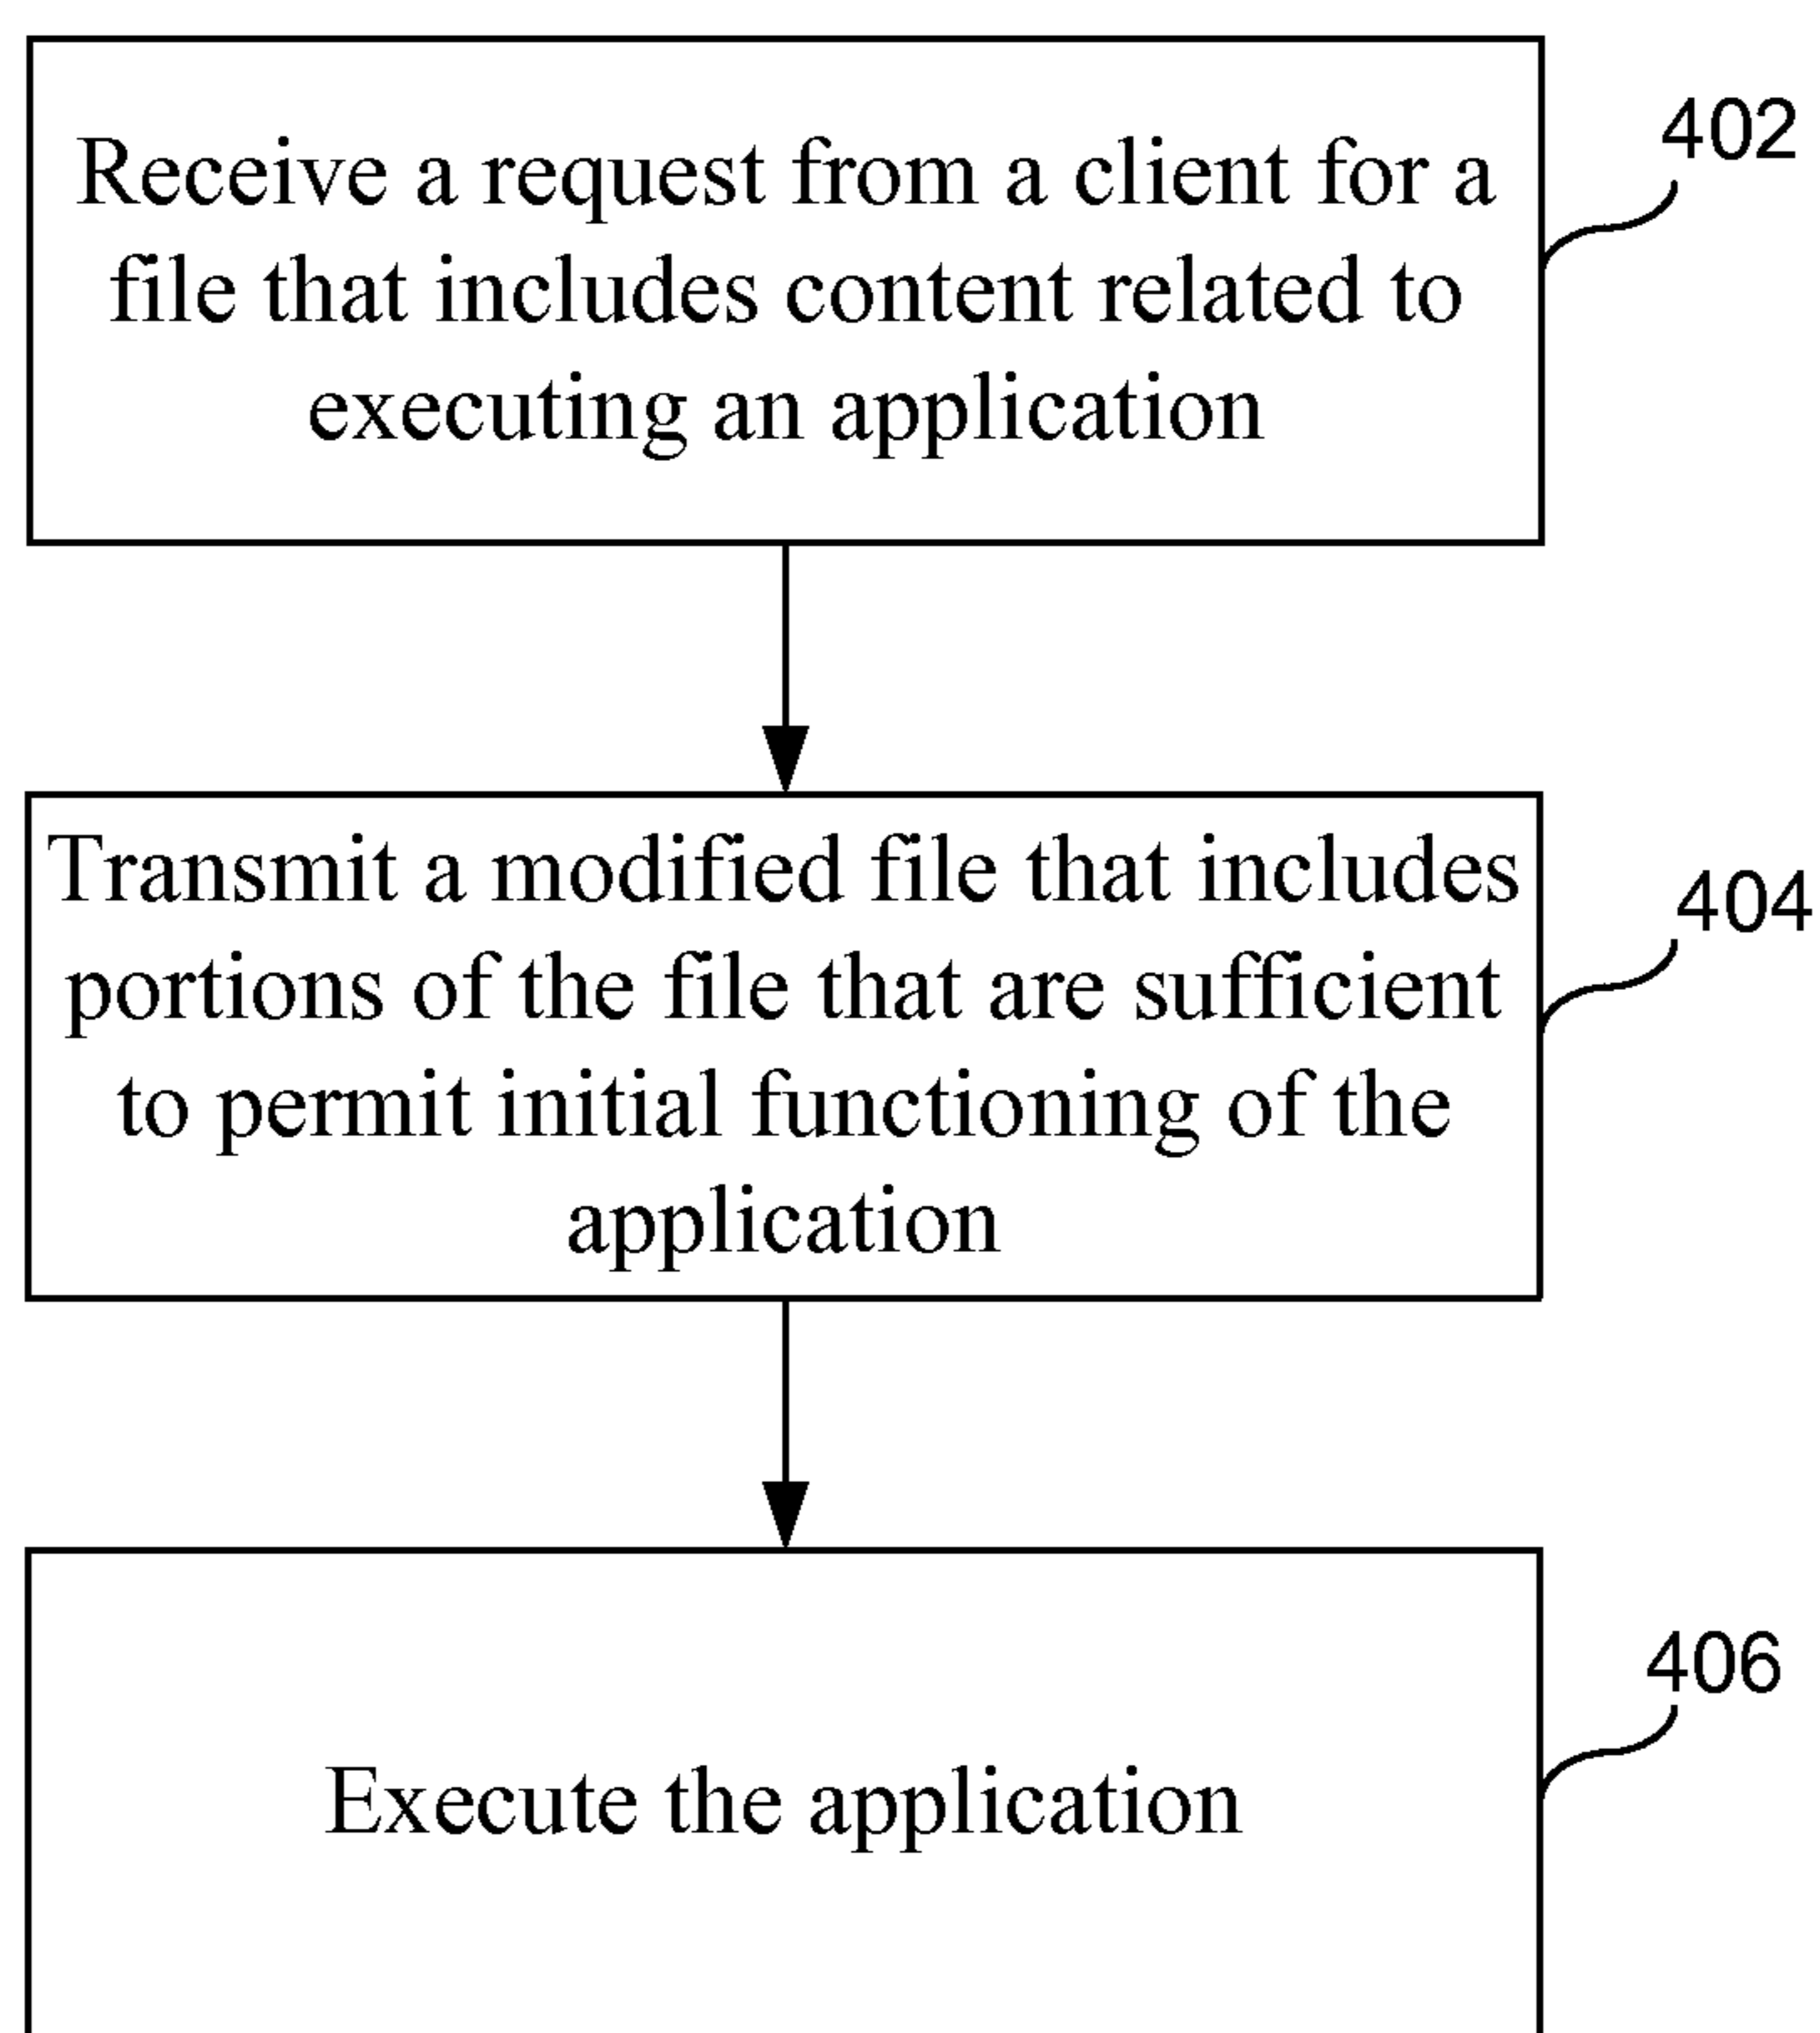 Receive a request from a client for a
file that includes content related to
executing an application
402
Transmit a modified file that includes
portions of the file that are sufficient
to permit initial functioning of the
application
404
Execute the application
406